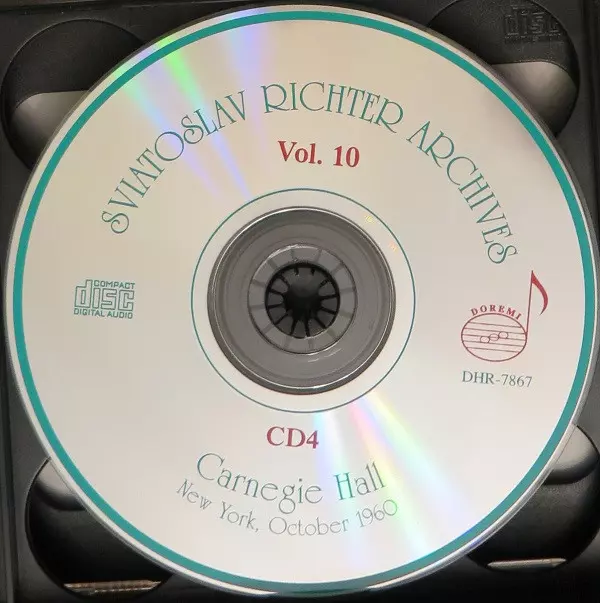 SVIATOSLAV RICHTER ARCHIVES
Vol. 10
COMPACT
disc
DIGITAL AUDIO
DOREMI
DHR-7867
CD4
Carnegie Hall
New York, October 1960